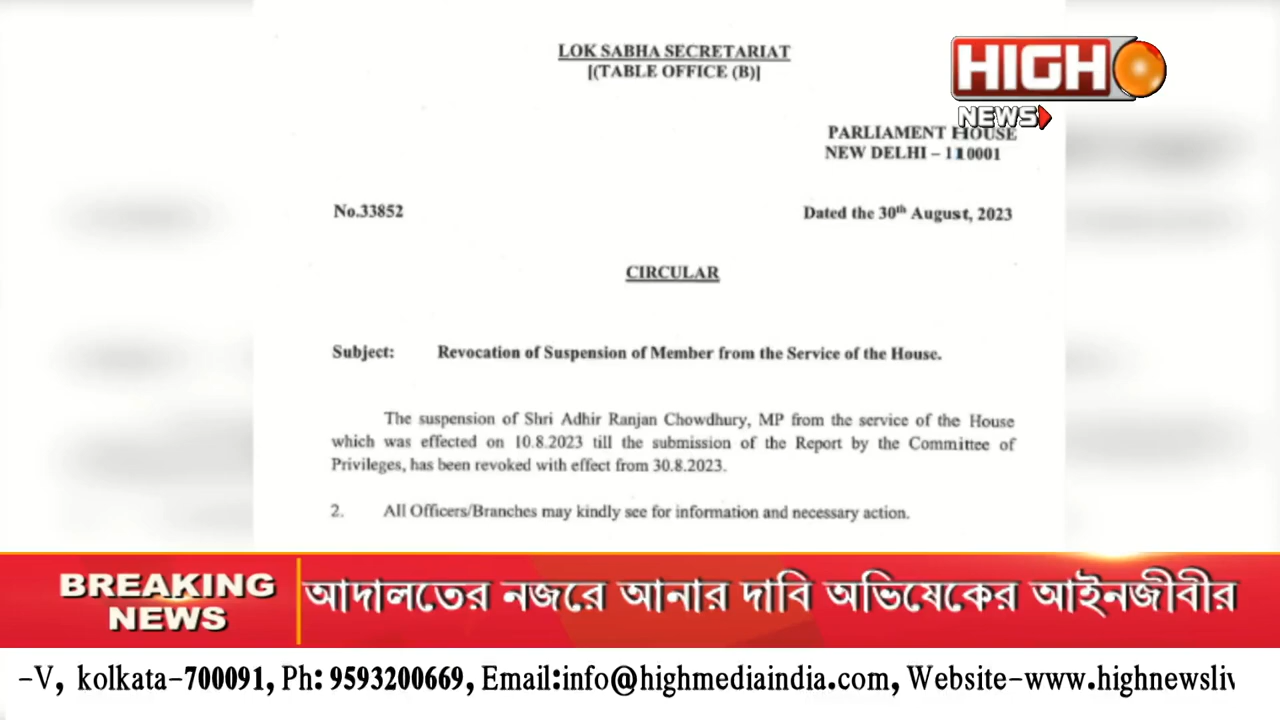 LOK SABHA SECRETARIAT
[(TABLE OFFICE (B)]
HIGH
NEWS
PARLIAMENT HOUSE
NEW DELHI – 110001
No.33852
Dated the 30th August, 2023
CIRCULAR
Subject: Revocation of Suspension of Member from the Service of the House.
The suspension of Shri Adhir Ranjan Chowdhury, MP from the service of the House
which was effected on 10.8.2023 till the submission of the Report by the Committee of
Privileges, has been revoked with effect from 30.8.2023.
2. All Officers/Branches may kindly see for information and necessary action.
BREAKING
NEWS
আদালতের নজরে আনার দাবি অভিষেকের আইনজীবীর
-V, kolkata-700091, Ph: 9593200669, Email:info@highmediaindia.com, Website-www.highnewsliv